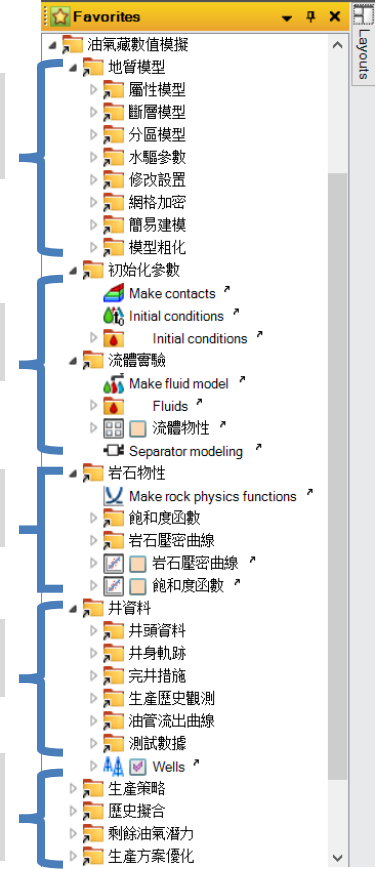 Favorites
Layouts
油氣藏數值模擬
地質模型
屬性模型
斷層模型
分區模型
水驅參數
修改設置
網格加密
簡易建模
模型粗化
初始化參數
Make contacts
Initial conditions
Initial conditions
流體實驗
Make fluid model
Fluids
流體物性
Separator modeling
岩石物性
Make rock physics functions
飽和度函數
岩石壓密曲線
岩石壓密曲線
飽和度函數
井資料
井頭資料
井身軌跡
完井措施
生產歷史觀測
油管流出曲線
測試數據
Wells
生產策略
歷史擬合
剩餘油氣潛力
生產方案優化